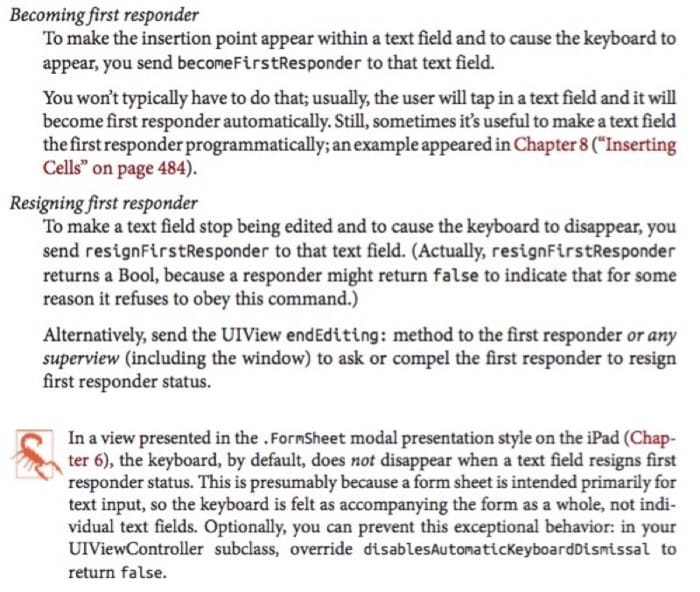 Becoming first responder
To make the insertion point appear within a text field and to cause the keyboard to
appear, you send becomeFirstResponder to that text field.
You won’t typically have to do that; usually, the user will tap in a text field and it will
become first responder automatically. Still, sometimes it’s useful to make a text field
the first responder programmatically; an example appeared in Chapter 8 (“Inserting
Cells” on page 484).
Resigning first responder
To make a text field stop being edited and to cause the keyboard to disappear, you
send resignFirstResponder to that text field. (Actually, resignFirstResponder
returns a Bool, because a responder might return false to indicate that for some
reason it refuses to obey this command.)
Alternatively, send the UIView endEditing: method to the first responder or any
superview (including the window) to ask or compel the first responder to resign
first responder status.
In a view presented in the .FormSheet modal presentation style on the iPad (Chap-
ter 6), the keyboard, by default, does not disappear when a text field resigns first
responder status. This is presumably because a form sheet is intended primarily for
text input, so the keyboard is felt as accompanying the form as a whole, not indi-
vidual text fields. Optionally, you can prevent this exceptional behavior: in your
UIViewController subclass, override disablesAutomaticKeyboardDismissal to
return false.